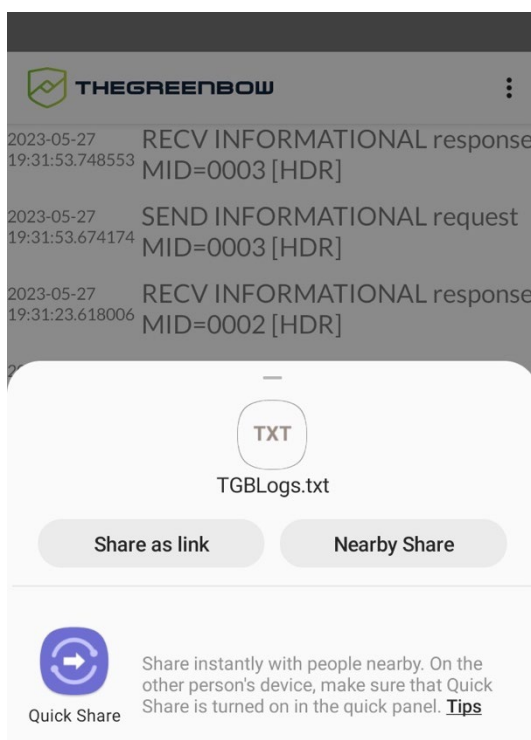 THEGREENBOW
2023-05-27
19:31:53.748553
RECV INFORMATIONAL response
MID=0003 [HDR]
2023-05-27
19:31:53.674174
SEND INFORMATIONAL request
MID=0003 [HDR]
2023-05-27
19:31:23.618006
RECV INFORMATIONAL response
MID=0002 [HDR]
TXT
TGBLogs.txt
Share as link
Nearby Share
Quick Share
Share instantly with people nearby. On the
other person's device, make sure that Quick
Share is turned on in the quick panel. Tips